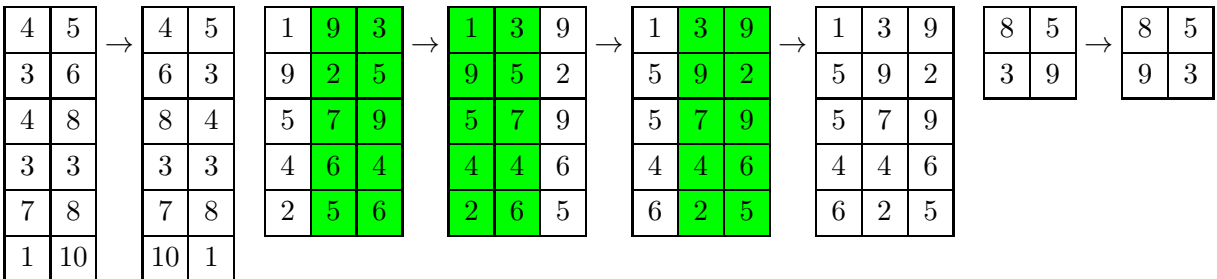 4 5 → 4 5 1 9 3 → 1 3 9 → 1 3 9 → 1 3 9 8 5 → 8 5
3 6 6 3 9 2 5 9 5 2 5 9 2 5 9 2 3 9 9 3
4 8 8 4 5 7 9 5 7 9 5 7 9 5 7 9
3 3 3 3 4 6 4 4 4 6 4 4 6 4 4 6
7 8 7 8 2 5 6 2 6 5 6 2 5 6 2 5
1 10 10 1